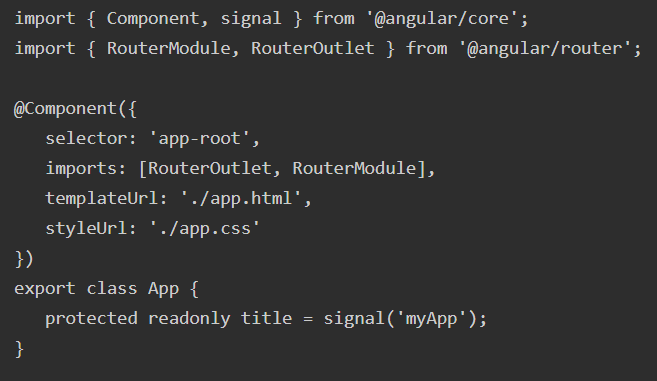 import { Component, signal } from '@angular/core';
import { RouterModule, RouterOutlet } from '@angular/router';

@Component({
   selector: 'app-root',
   imports: [RouterOutlet, RouterModule],
   templateUrl: './app.html',
   styleUrl: './app.css'
})
export class App {
   protected readonly title = signal('myApp');
}